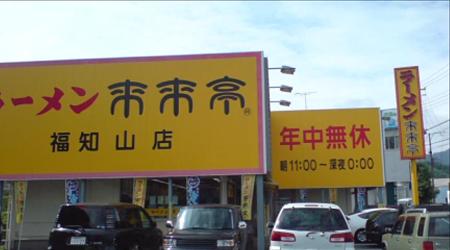 ラーメン 来来亭
福知山店
年中無休
朝11:00～深夜0:00
ラーメン 来来亭